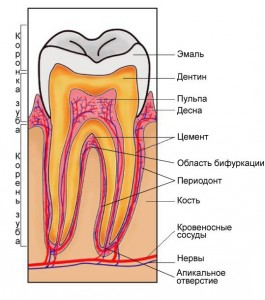 Коронка зуба
Корень зуба
Эмаль
Дентин
Пульпа
Десна
Цемент
Область бифуркации
Периодонт
Кость
Кровеносные
сосуды
Нервы
Апикальное
отверстие